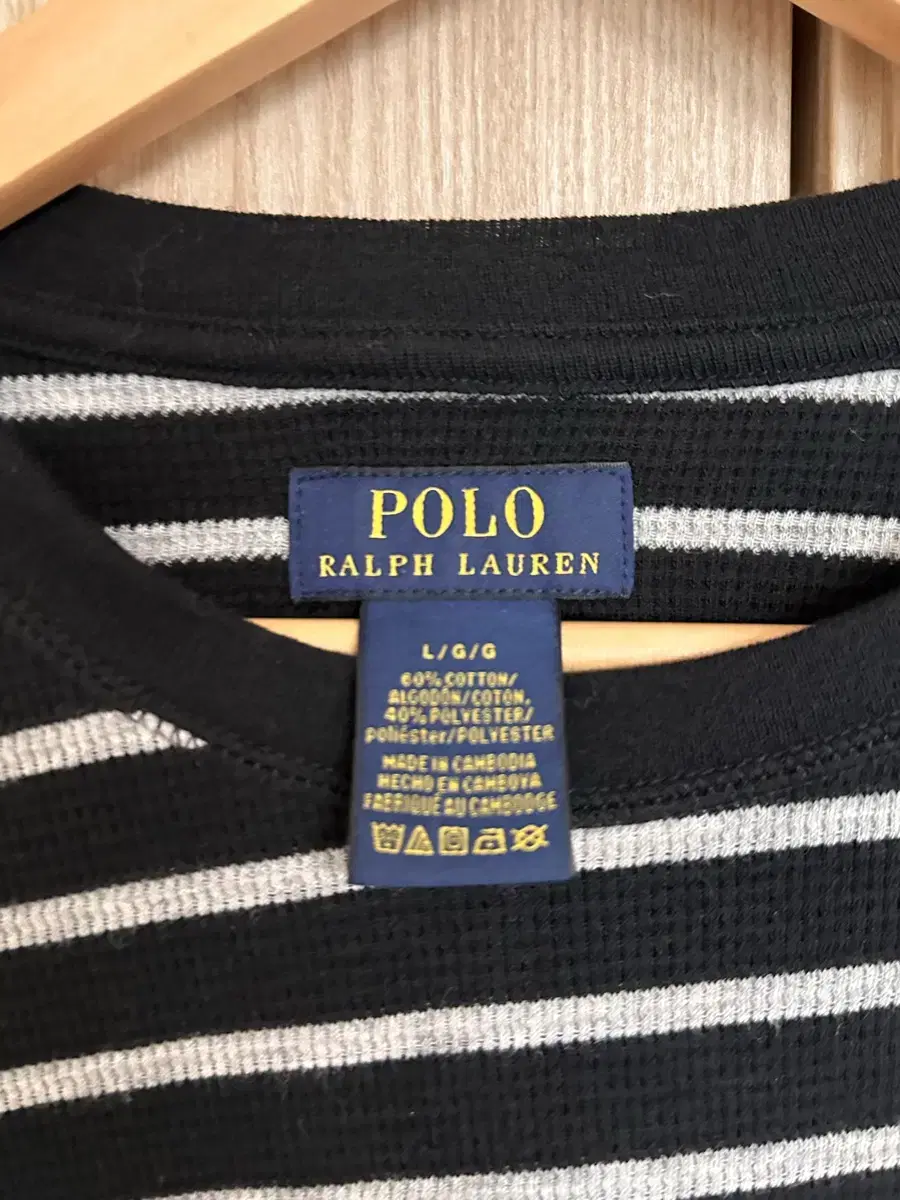 POLO
RALPH LAUREN
L/G/G
60% COTTON/
ALGODÓN/COTON,
40% POLYESTER/
poliéster/POLYESTER
MADE IN CAMBODIA
HECHO EN CAMBOYA
FABRIQUÉ AU CAMBODGE